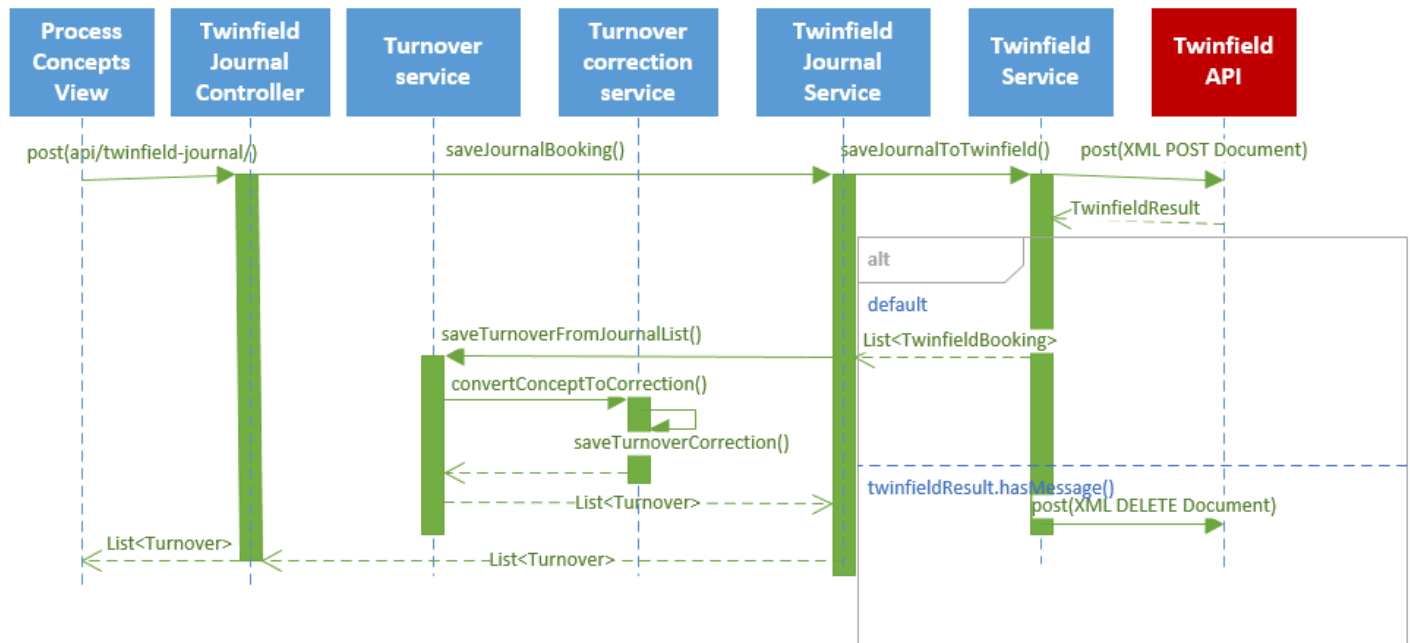 Process
Concepts
View
Twinfield
Journal
Controller
Turnover
service
Turnover
correction
service
Twinfield
Journal
Service
Twinfield
Service
Twinfield
API
post(api/twinfield-journal/)
saveJournalBooking()
saveJournalToTwinfield()
post(XML POST Document)
TwinfieldResult
alt
default
saveTurnoverFromJournalList()
List<TwinfieldBooking>
convertConceptToCorrection()
saveTurnoverCorrection()
twinfieldResult.hasMessage()
List<Turnover>
post(XML DELETE Document)
List<Turnover>
List<Turnover>